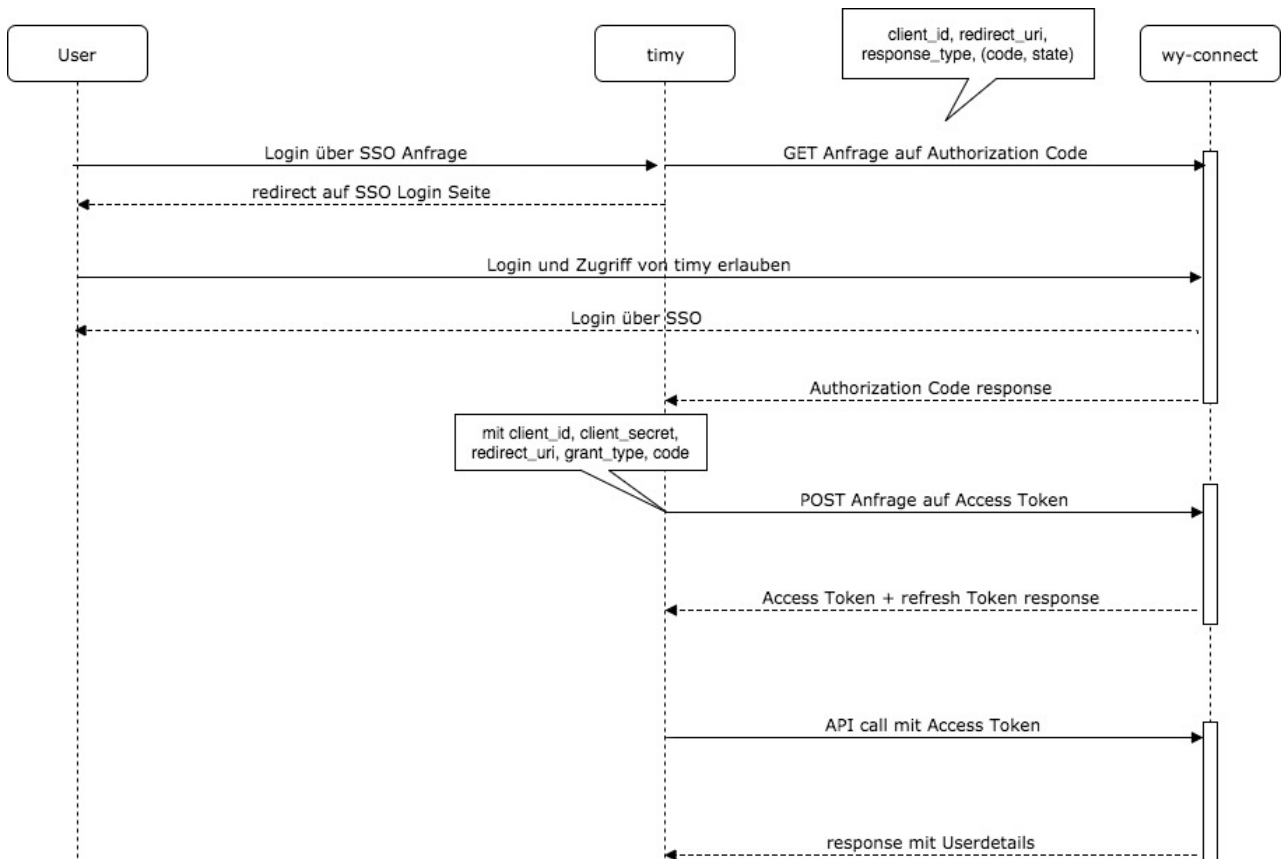 client_id, redirect_uri,
response_type, (code, state)
User
timy
wy-connect
Login über SSO Anfrage
GET Anfrage auf Authorization Code
redirect auf SSO Login Seite
Login und Zugriff von timy erlauben
Login über SSO
Authorization Code response
mit client_id, client_secret,
redirect_uri, grant_type, code
POST Anfrage auf Access Token
Access Token + refresh Token response
API call mit Access Token
response mit Userdetails